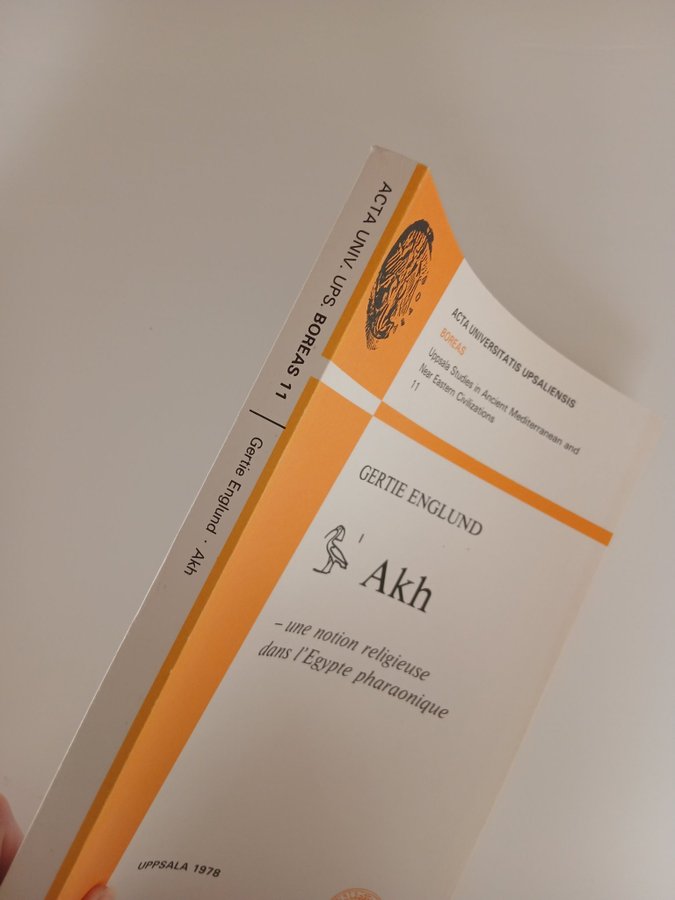 ACTA UNIV. UPS. BOREAS 11
Gertie Englund · Akh
ACTA UNIVERSITATIS UPSALIENSIS
BOREAS
Uppsala Studies in Ancient Mediterranean and
Near Eastern Civilizations
11
GERTIE ENGLUND
Akh
– une notion religieuse
dans l'Egypte pharaonique
UPPSALA 1978